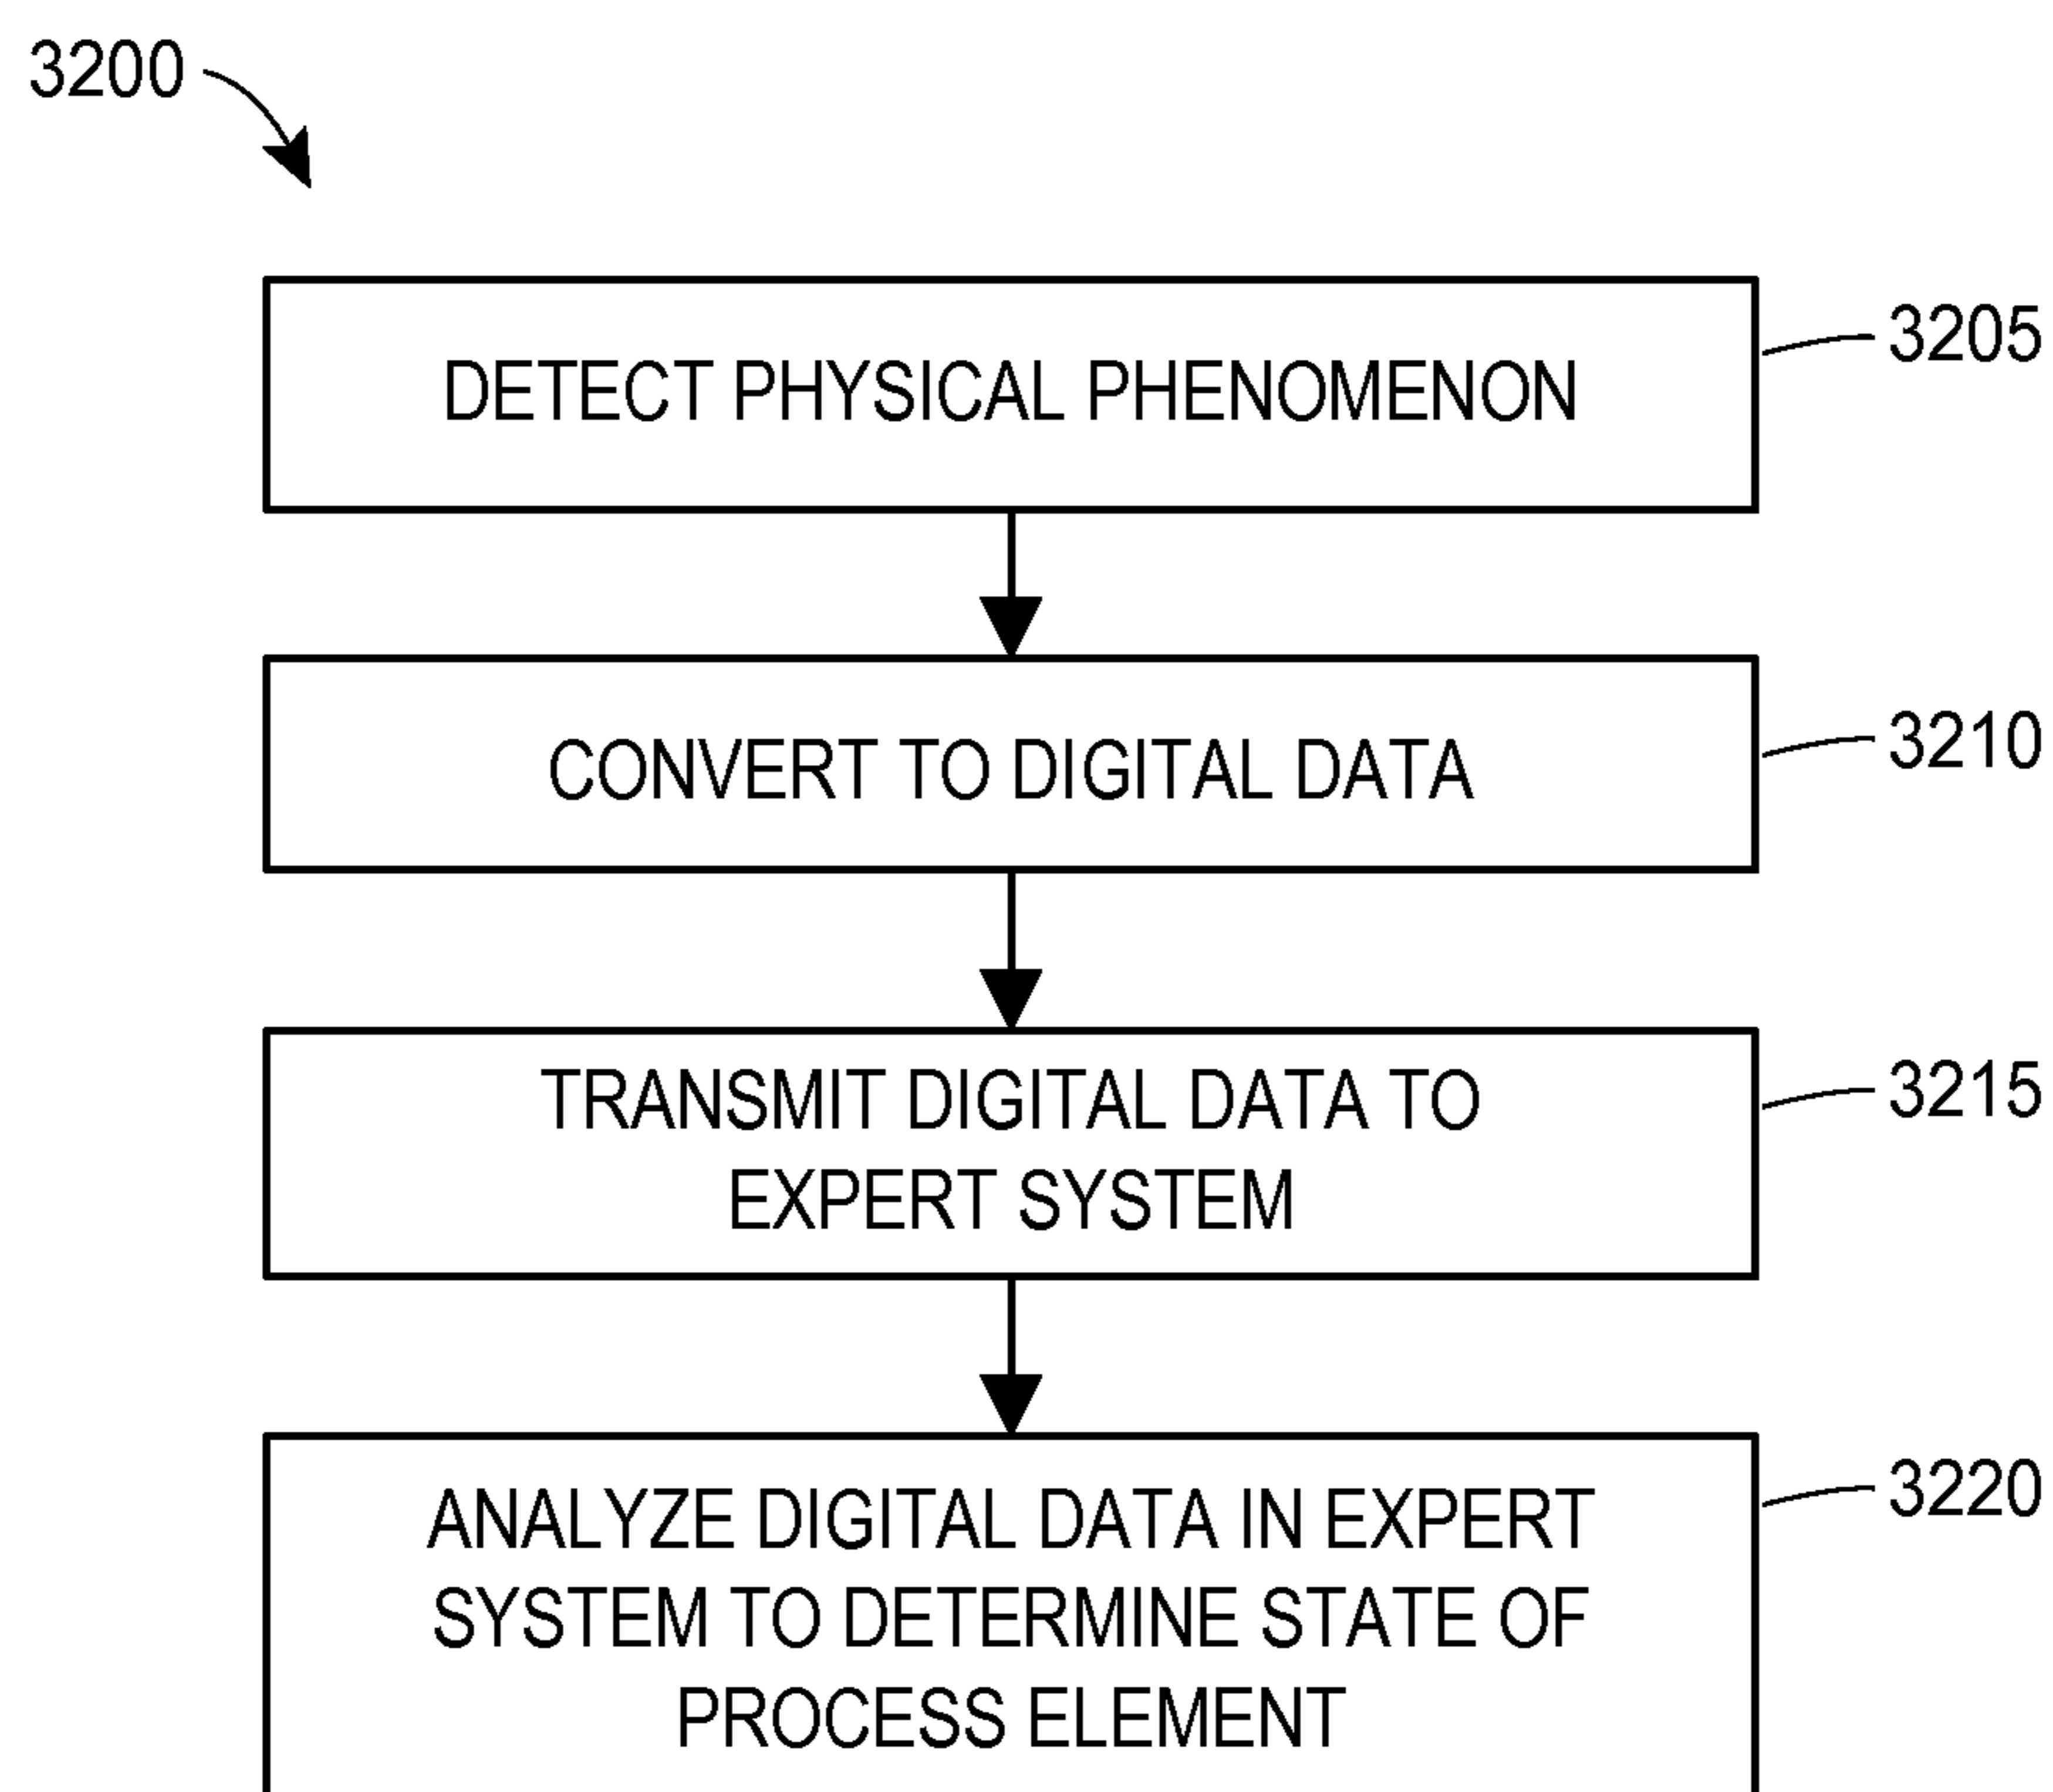 3200
DETECT PHYSICAL PHENOMENON
3205
CONVERT TO DIGITAL DATA
3210
TRANSMIT DIGITAL DATA TO
EXPERT SYSTEM
3215
ANALYZE DIGITAL DATA IN EXPERT
SYSTEM TO DETERMINE STATE OF
PROCESS ELEMENT
3220